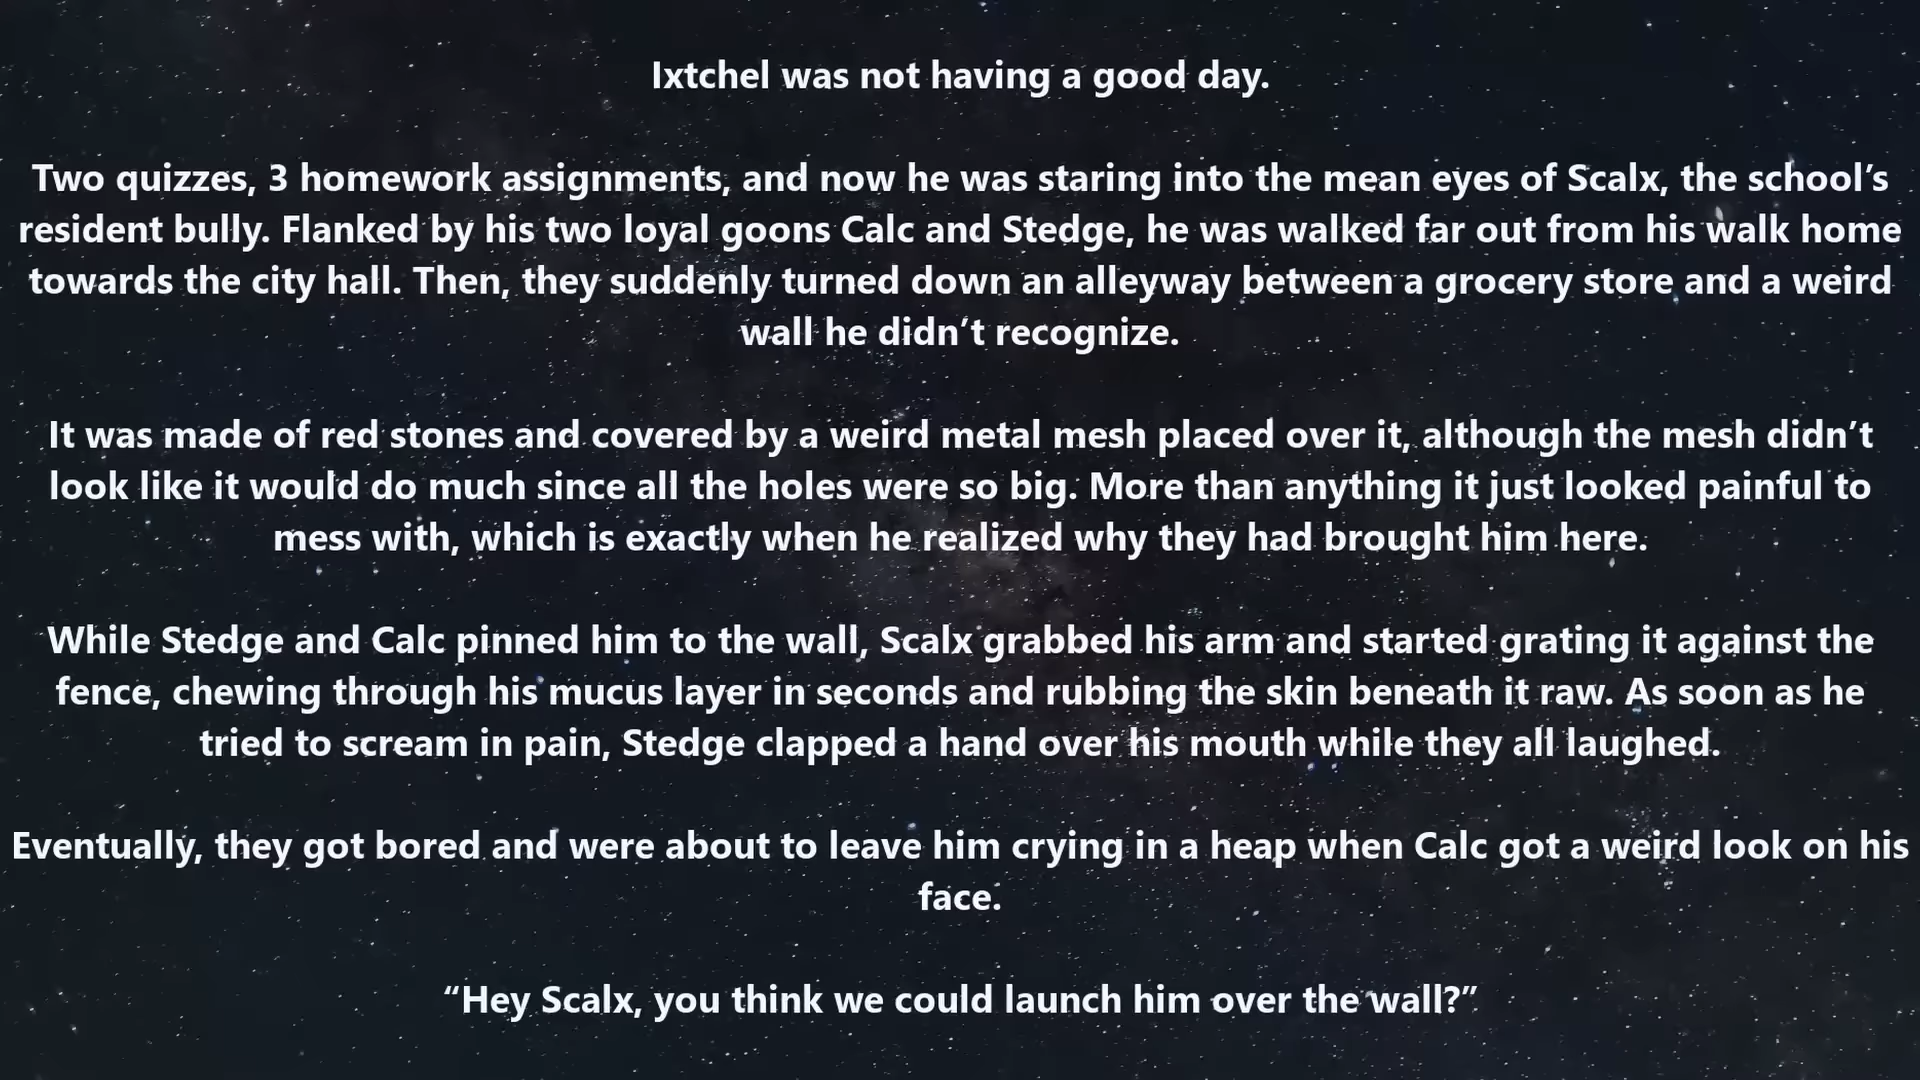 Ixtchel was not having a good day.
Two quizzes, 3 homework assignments, and now he was staring into the mean eyes of Scalx, the school’s
resident bully. Flanked by his two loyal goons Calc and Stedge, he was walked far out from his walk home
towards the city hall. Then, they suddenly turned down an alleyway between a grocery store and a weird
wall he didn’t recognize.
It was made of red stones and covered by a weird metal mesh placed over it, although the mesh didn’t
look like it would do much since all the holes were so big. More than anything it just looked painful to
mess with, which is exactly when he realized why they had brought him here.
While Stedge and Calc pinned him to the wall, Scalx grabbed his arm and started grating it against the
fence, chewing through his mucus layer in seconds and rubbing the skin beneath it raw. As soon as he
tried to scream in pain, Stedge clapped a hand over his mouth while they all laughed.
Eventually, they got bored and were about to leave him crying in a heap when Calc got a weird look on his
face.
“Hey Scalx, you think we could launch him over the wall?”